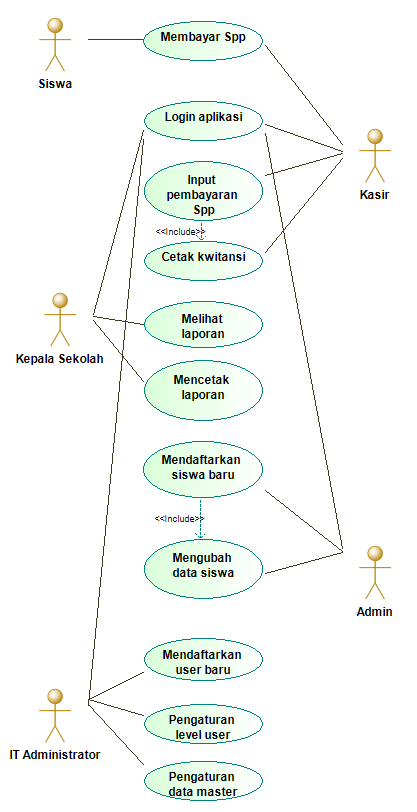 Membayar Spp
Siswa
Login aplikasi
Kasir
Input
pembayaran
Spp
<<Include>>
Cetak kwitansi
Kepala Sekolah
Melihat
laporan
Mencetak
laporan
Mendaftarkan
siswa baru
<<Include>>
Mengubah
data siswa
Admin
Mendaftarkan
user baru
IT Administrator
Pengaturan
level user
Pengaturan
data master